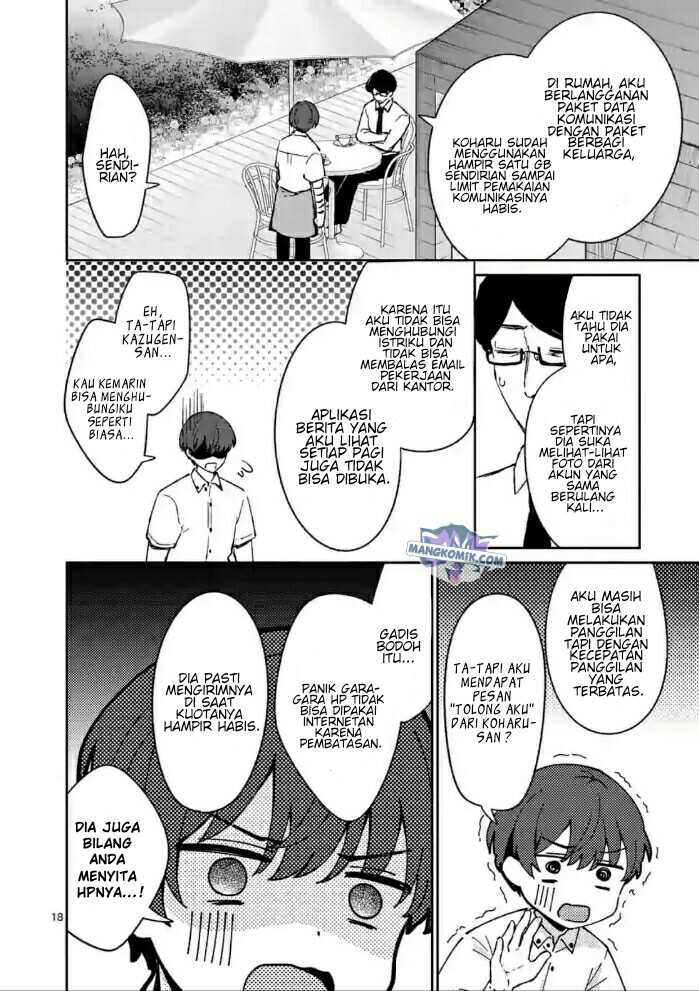 DI RUMAH, AKU
BERLANGGANAN
PAKET DATA
KOMUNIKASI
DENGAN PAKET
BERBAGI
KELUARGA,
KOHARU SUDAH
MENGGUNAKAN
HAMPIR SATU GB
SENDIRIAN SAMPAI
LIMIT PEMAKAIAN
KOMUNIKASINYA
HABIS.
HAH,
SENDI-
RIAN?
AKU TIDAK
TAHU DIA
PAKAI
UNTUK
APA,
TAPI
SEPERTINYA
DIA SUKA
MELIHAT-LIHAT
FOTO DARI
AKUN YANG
SAMA
BERULANG
KALI...
KARENA ITU
AKU TIDAK BISA
MENGHUBUNGI
ISTRIKU DAN
TIDAK BISA
MEMBALAS EMAIL
PEKERJAAN
DARI KANTOR.
APLIKASI
BERITA YANG
AKU LIHAT
SETIAP PAGI
JUGA TIDAK
BISA DIBUKA.
EH,
TA-TAPI
KAZUGEN-
SAN...
KAU KEMARIN
BISA MENGHU-
BUNGIKU
SEPERTI
BIASA...
MANGKOMIK.COM
AKU MASIH
BISA
MELAKUKAN
PANGGILAN
TAPI DENGAN
KECEPATAN
PANGGILAN
YANG
TERBATAS.
TA-TAPI AKU
MENDAPAT
PESAN
"TOLONG AKU"
DARI KOHARU-
SAN ?
GADIS
BODOH
ITU...
PANIK GARA-
GARA HP TIDAK
BISA DIPAKAI
INTERNETAN
KARENA
PEMBATASAN.
DIA PASTI
MENGIRIMNYA
DI SAAT
KUOTANYA
HAMPIR HABIS.
DIA JUGA
BILANG
ANDA
MENYITA
HPNYA...!
18